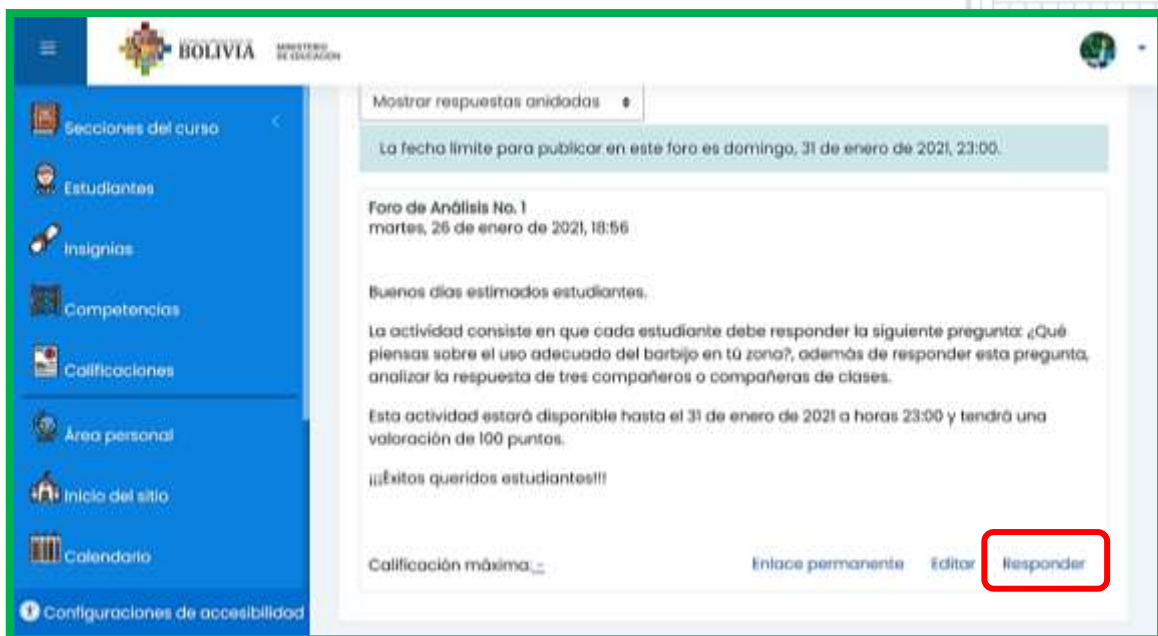 BOLIVIA
MINISTERIO
DE EDUCACIÓN
Secciones del curso
Estudiantes
Insignias
Competencias
Calificaciones
Área personal
Inicio del sitio
Calendario
Configuraciones de accesibilidad
Mostrar respuestas anidadas
La fecha límite para publicar en este foro es domingo, 31 de enero de 2021, 23:00.
Foro de Análisis No. 1
martes, 26 de enero de 2021, 18:56
Buenos días estimados estudiantes.
La actividad consiste en que cada estudiante debe responder la siguiente pregunta: ¿Qué
piensas sobre el uso adecuado del barbijo en tú zona?, además de responder esta pregunta,
analizar la respuesta de tres compañeros o compañeras de clases.
Esta actividad estará disponible hasta el 31 de enero de 2021 a horas 23:00 y tendrá una
valoración de 100 puntos.
¡¡¡Éxitos queridos estudiantes!!!
Calificación máxima: -
Enlace permanente Editar Responder